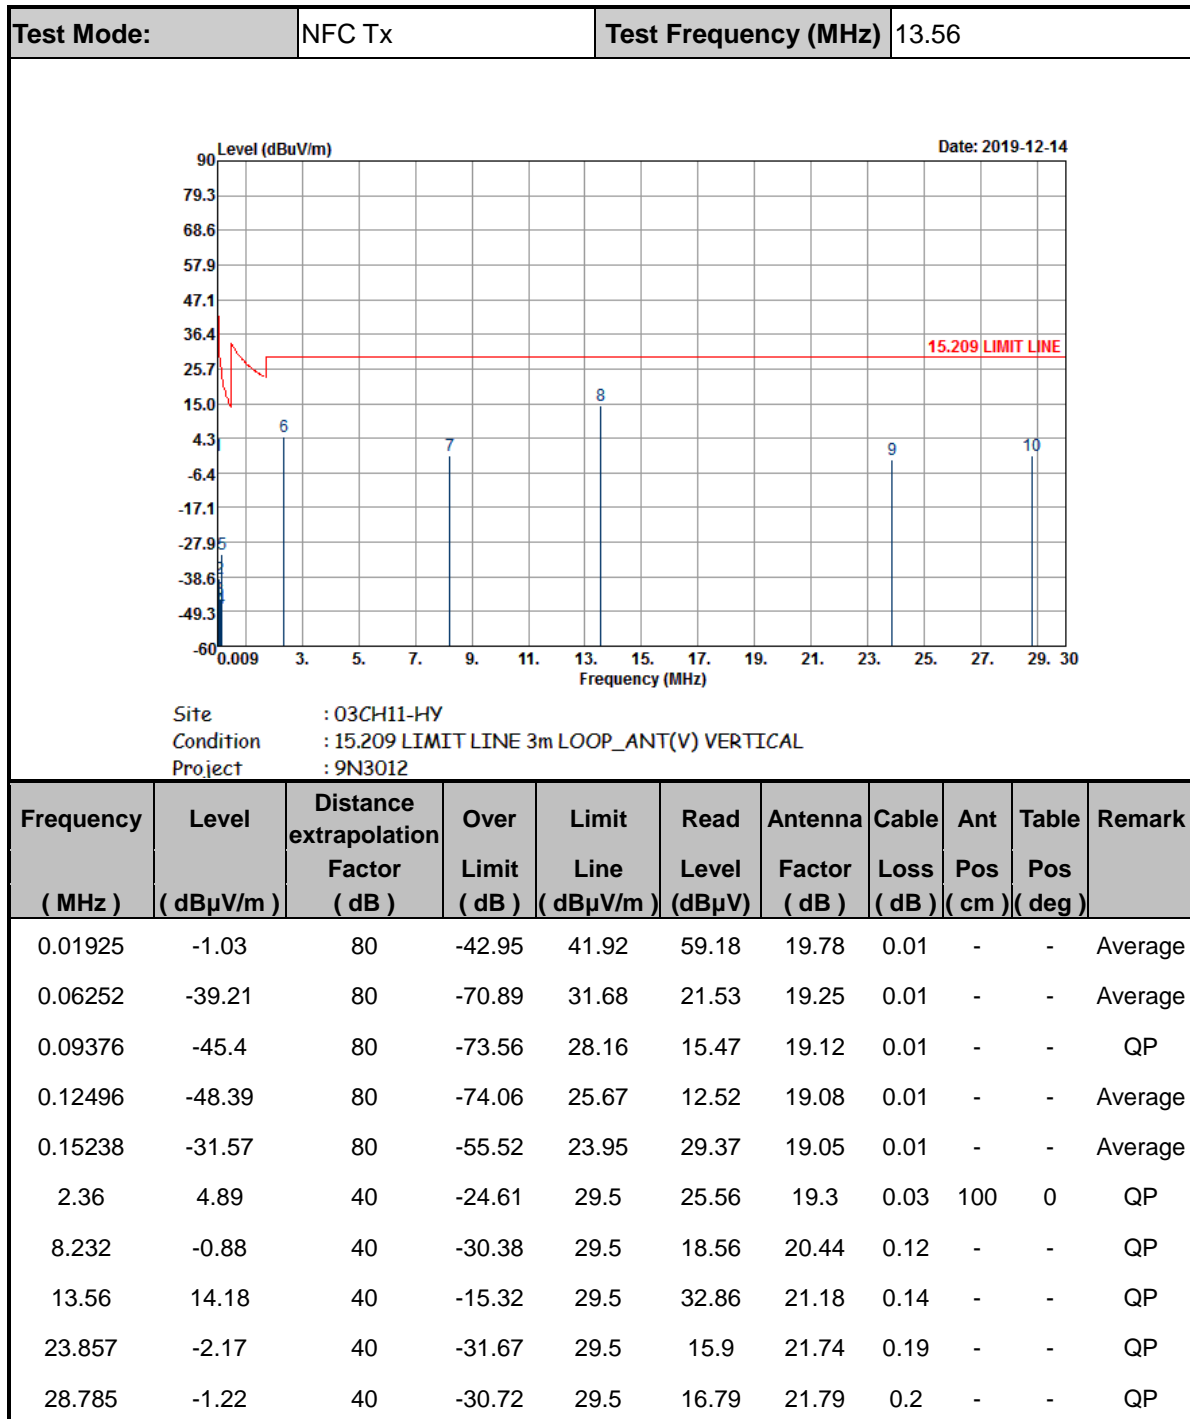 Test Mode: NFC Tx Test Frequency (MHz) 13.56
Level (dBuV/m) Date: 2019-12-14
90
79.3
68.6
57.9
47.1
36.4
15.209 LIMIT LINE
25.7
15.0
8
6
4.3
7
9
10
-6.4
-17.1
-27.9
5
-38.6
-49.3
-60
0.009 3. 5. 7. 9. 11. 13. 15. 17. 19. 21. 23. 25. 27. 29. 30
Frequency (MHz)
Site : 03CH11-HY
Condition : 15.209 LIMIT LINE 3m LOOP_ANT(V) VERTICAL
Project : 9N3012
Frequency Level Distance extrapolation Over Limit Read Antenna Cable Ant Table Remark
Factor Limit Line Level Factor Loss Pos Pos
( MHz ) ( dBµV/m ) ( dB ) ( dB ) ( dBµV/m ) (dBµV) ( dB ) ( dB ) ( cm ) ( deg )
0.01925 -1.03 80 -42.95 41.92 59.18 19.78 0.01 - - Average
0.06252 -39.21 80 -70.89 31.68 21.53 19.25 0.01 - - Average
0.09376 -45.4 80 -73.56 28.16 15.47 19.12 0.01 - - QP
0.12496 -48.39 80 -74.06 25.67 12.52 19.08 0.01 - - Average
0.15238 -31.57 80 -55.52 23.95 29.37 19.05 0.01 - - Average
2.36 4.89 40 -24.61 29.5 25.56 19.3 0.03 100 0 QP
8.232 -0.88 40 -30.38 29.5 18.56 20.44 0.12 - - QP
13.56 14.18 40 -15.32 29.5 32.86 21.18 0.14 - - QP
23.857 -2.17 40 -31.67 29.5 15.9 21.74 0.19 - - QP
28.785 -1.22 40 -30.72 29.5 16.79 21.79 0.2 - - QP